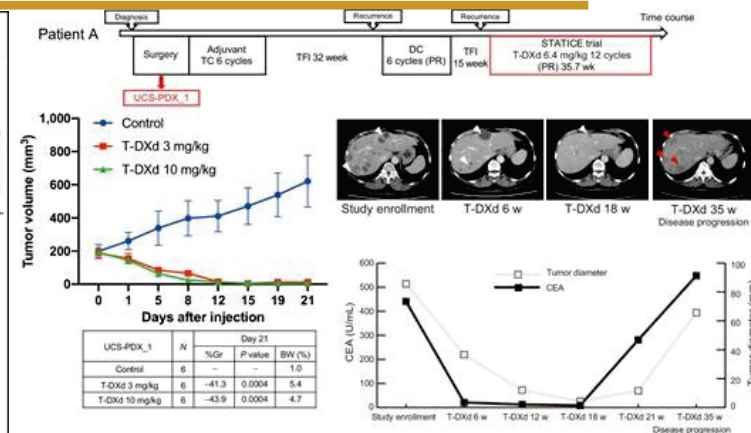 Diagnosis
Recurrence
Recurrence
Time course
Patient A
Surgery
Adjuvant
TC 6 cycles
TFI 32 week
DC
6 cycles (PR)
TFI
15 week
STATICE trial
T-DXd 6.4 mg/kg 12 cycles
(PR) 35.7 wk
UCS-PDX_1
Control
T-DXd 3 mg/kg
T-DXd 10 mg/kg
Tumor volume (mm³)
1,000
800
600
400
200
0
0 1 5 8 12 15 19 21
Days after injection
Study enrollment
T-DXd 6 w
T-DXd 18 w
T-DXd 35 w
Disease progression
UCS-PDX_1 N Day 21
%Gr P value BW (%)
Control 6 – – 1.0
T-DXd 3 mg/kg 6 –41.3 0.0004 5.4
T-DXd 10 mg/kg 6 –43.9 0.0004 4.7
Tumor diameter
CEA
CEA (U/mL)
600
500
400
300
200
100
0
100
80
60
40
20
0
Tumor diameter (mm)
Study enrollment T-DXd 6 w T-DXd 12 w T-DXd 18 w T-DXd 21 w T-DXd 35 w
Disease progression